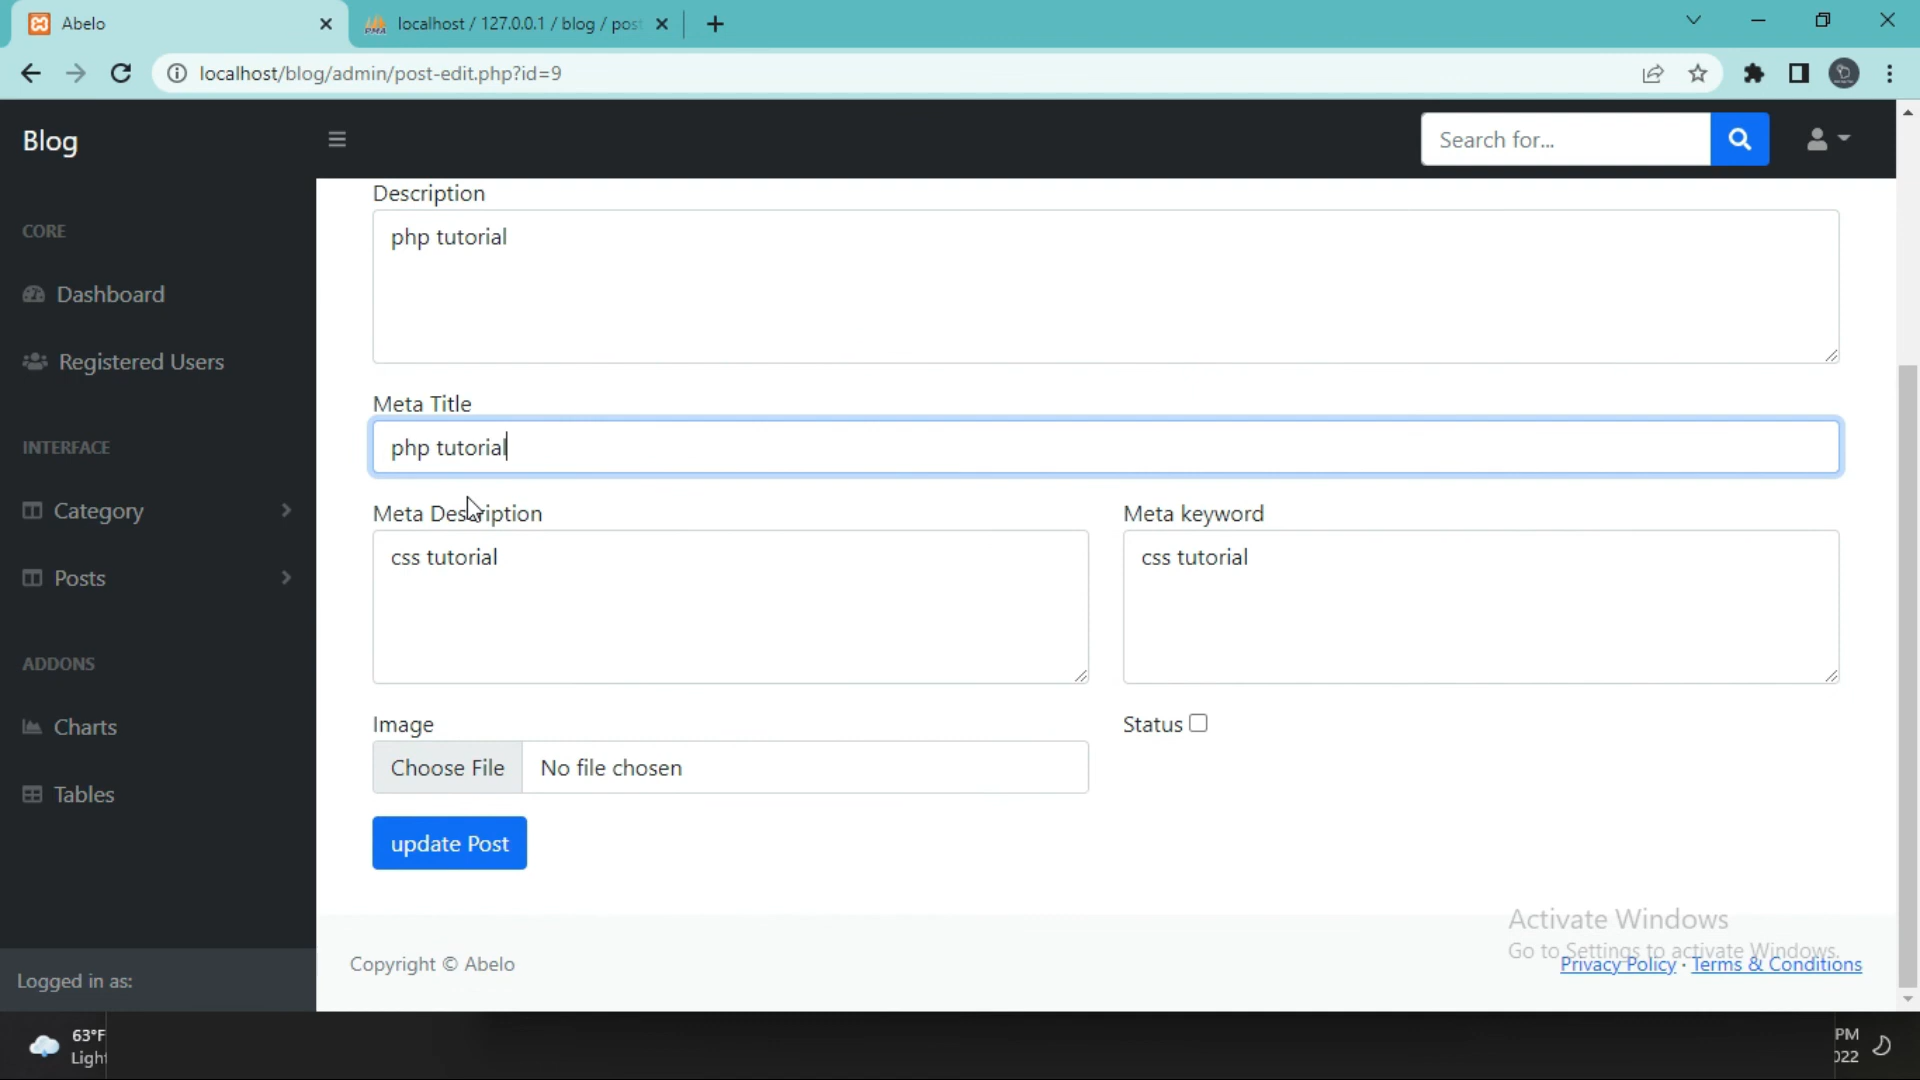 Abelo
localhost / 127.0.0.1 / blog / post
localhost/blog/admin/post-edit.php?id=9
Blog
Search for...
CORE
Dashboard
Registered Users
INTERFACE
Category
Posts
ADDONS
Charts
Tables
Logged in as:
Description
php tutorial
Meta Title
php tutorial
Meta Description
css tutorial
Meta keyword
css tutorial
Image
Choose File No file chosen
Status
update Post
Activate Windows
Go to Settings to activate Windows.
Copyright © Abelo
Privacy Policy · Terms & Conditions
63°F
Light
PM
022